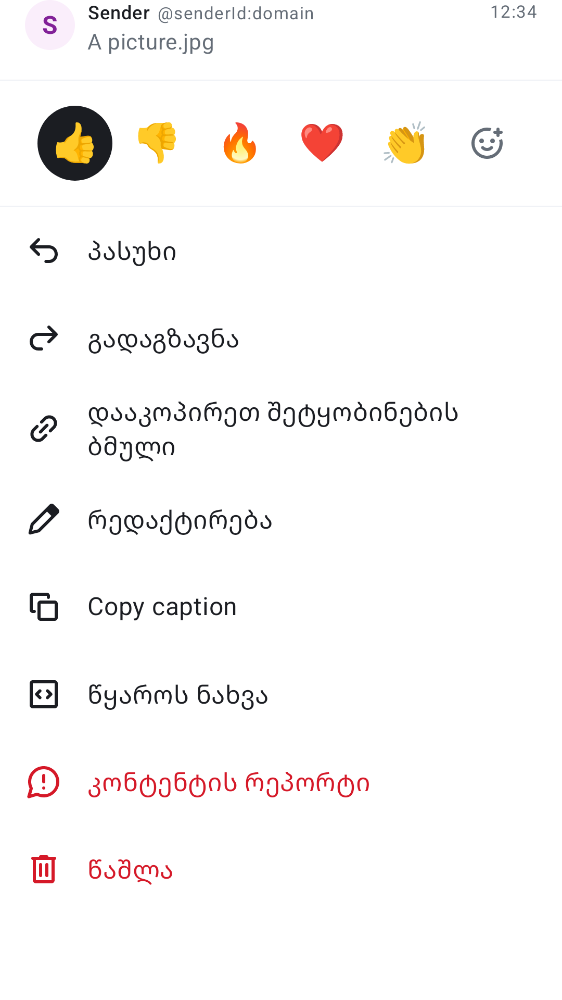 S
Sender @senderId:domain 12:34
A picture.jpg
პასუხი
გადაგზავნა
დააკოპირეთ შეტყობინების
ბმული
რედაქტირება
Copy caption
წყაროს ნახვა
კონტენტის რეპორტი
წაშლა